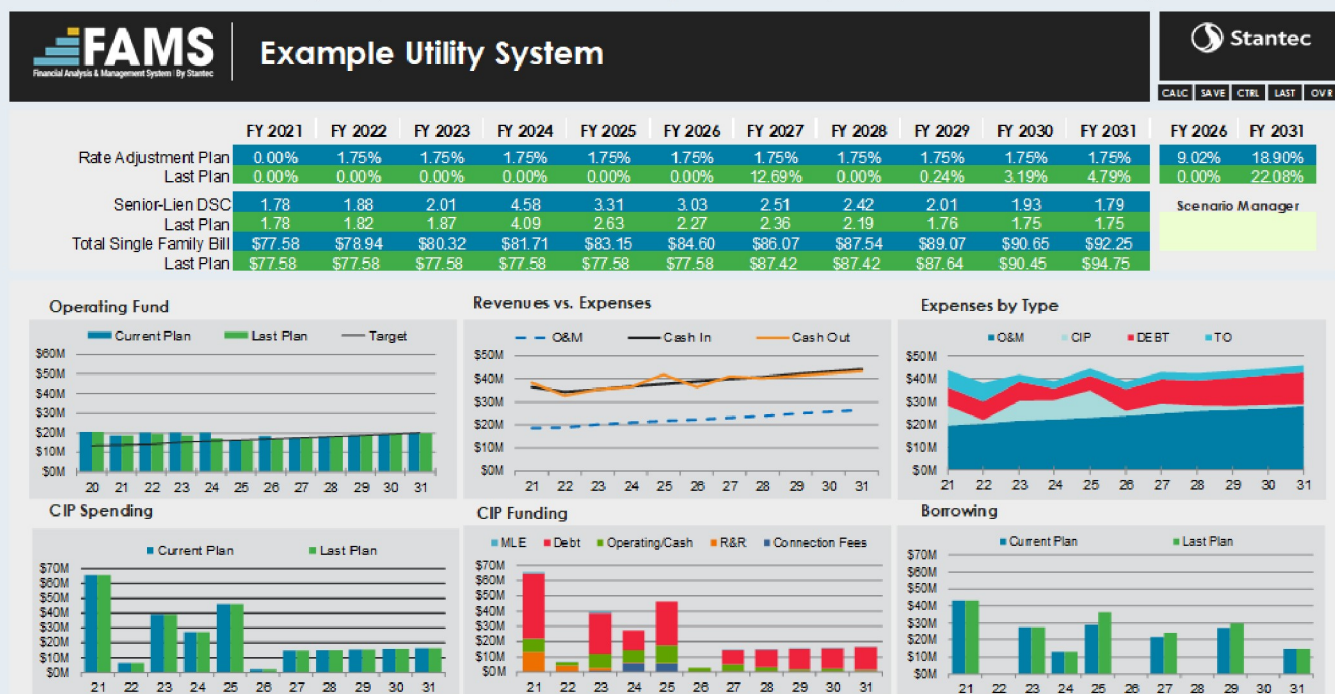 FAMS
Financial Analysis & Management System | By Stantec
Example Utility System
Stantec
CALC SAVE CTRL LAST OVR
FY 2021 FY 2022 FY 2023 FY 2024 FY 2025 FY 2026 FY 2027 FY 2028 FY 2029 FY 2030 FY 2031 FY 2026 FY 2031
Rate Adjustment Plan 0.00% 1.75% 1.75% 1.75% 1.75% 1.75% 1.75% 1.75% 1.75% 1.75% 1.75% 9.02% 18.90%
Last Plan 0.00% 0.00% 0.00% 0.00% 0.00% 0.00% 12.69% 0.00% 0.24% 3.19% 4.79% 0.00% 22.08%
Senior-Lien DSC 1.78 1.88 2.01 4.58 3.31 3.03 2.51 2.42 2.01 1.93 1.79 Scenario Manager
Last Plan 1.78 1.82 1.87 4.09 2.63 2.27 2.36 2.19 1.76 1.75 1.75
Total Single Family Bill $77.58 $78.94 $80.32 $81.71 $83.15 $84.60 $86.07 $87.54 $89.07 $90.65 $92.25
Last Plan $77.58 $77.58 $77.58 $77.58 $77.58 $77.58 $87.42 $87.42 $87.64 $90.45 $94.75
Operating Fund
Current Plan Last Plan Target
$60M
$50M
$40M
$30M
$20M
$10M
$0M
20 21 22 23 24 25 26 27 28 29 30 31
Revenues vs. Expenses
O&M Cash In Cash Out
$50M
$40M
$30M
$20M
$10M
$0M
21 22 23 24 25 26 27 28 29 30 31
Expenses by Type
O&M CIP DEBT TO
$50M
$40M
$30M
$20M
$10M
$0M
21 22 23 24 25 26 27 28 29 30 31
CIP Spending
Current Plan Last Plan
$70M
$60M
$50M
$40M
$30M
$20M
$10M
$0M
21 22 23 24 25 26 27 28 29 30 31
CIP Funding
MLE Debt Operating/Cash R&R Connection Fees
$70M
$60M
$50M
$40M
$30M
$20M
$10M
$0M
21 22 23 24 25 26 27 28 29 30 31
Borrowing
Current Plan Last Plan
$70M
$60M
$50M
$40M
$30M
$20M
$10M
$0M
21 22 23 24 25 26 27 28 29 30 31